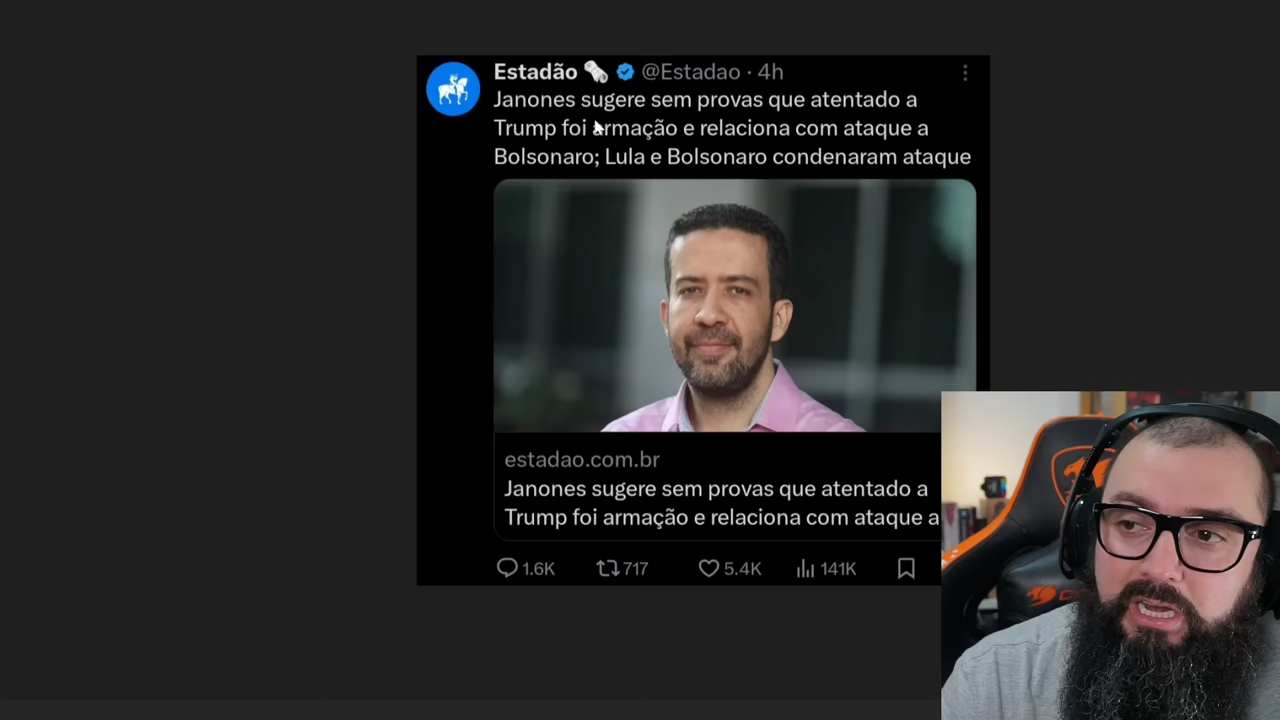 Estadão @Estadao · 4h
Janones sugere sem provas que atentado a
Trump foi armação e relaciona com ataque a
Bolsonaro; Lula e Bolsonaro condenaram ataque
estadao.com.br
Janones sugere sem provas que atentado a
Trump foi armação e relaciona com ataque a
1.6K 717 5.4K 141K